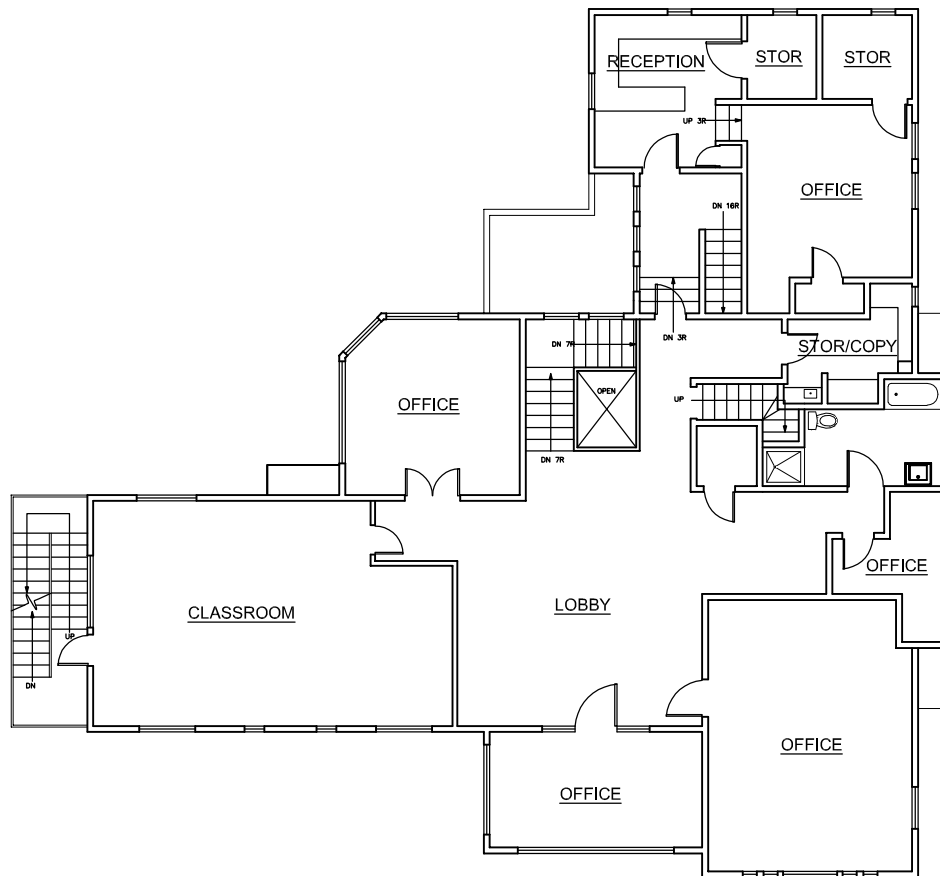 RECEPTION
STOR
STOR
UP 3R
OFFICE
DN 16R
DN 7R
DN 3R
STOR/COPY
OPEN
UP
OFFICE
DN 7R
OFFICE
CLASSROOM
LOBBY
UP
DN
OFFICE
OFFICE